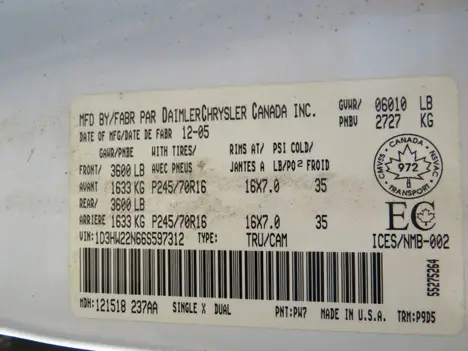 MFD BY/FABR PAR DAIMLERCHRYSLER CANADA INC. GVWR/ 06010 LB
DATE OF MFG/DATE DE FABR 12-05 PNBV 2727 KG
GAWR/PNBE WITH TIRES/ RIMS AT/ PSI COLD/
FRONT/ 3600 LB AVEC PNEUS JANTES A LB/PO² FROID
AVANT 1633 KG P245/70R16 16X7.0 35
REAR/ 3600 LB
ARRIERE 1633 KG P245/70R16 16X7.0 35
CANADA
CMVSS NSVAC
972
TRANSPORT
EC
VIN: 1D3HW22N66S597312 TYPE: TRU/CAM ICES/NMB-002
55275264
MDH: 121518 237AA SINGLE X DUAL PNT: PW7 MADE IN U.S.A. TRM: P9D5